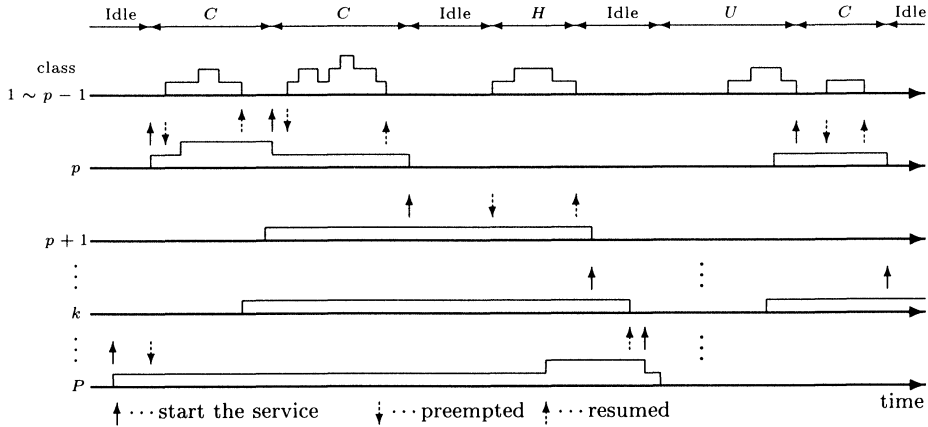 Idle C C Idle H Idle U C Idle
class
1 ~ p − 1
p
p + 1
⋮ ⋮
k
⋮ ⋮
P
time
⋯ start the service ⋯ preempted ⋯ resumed